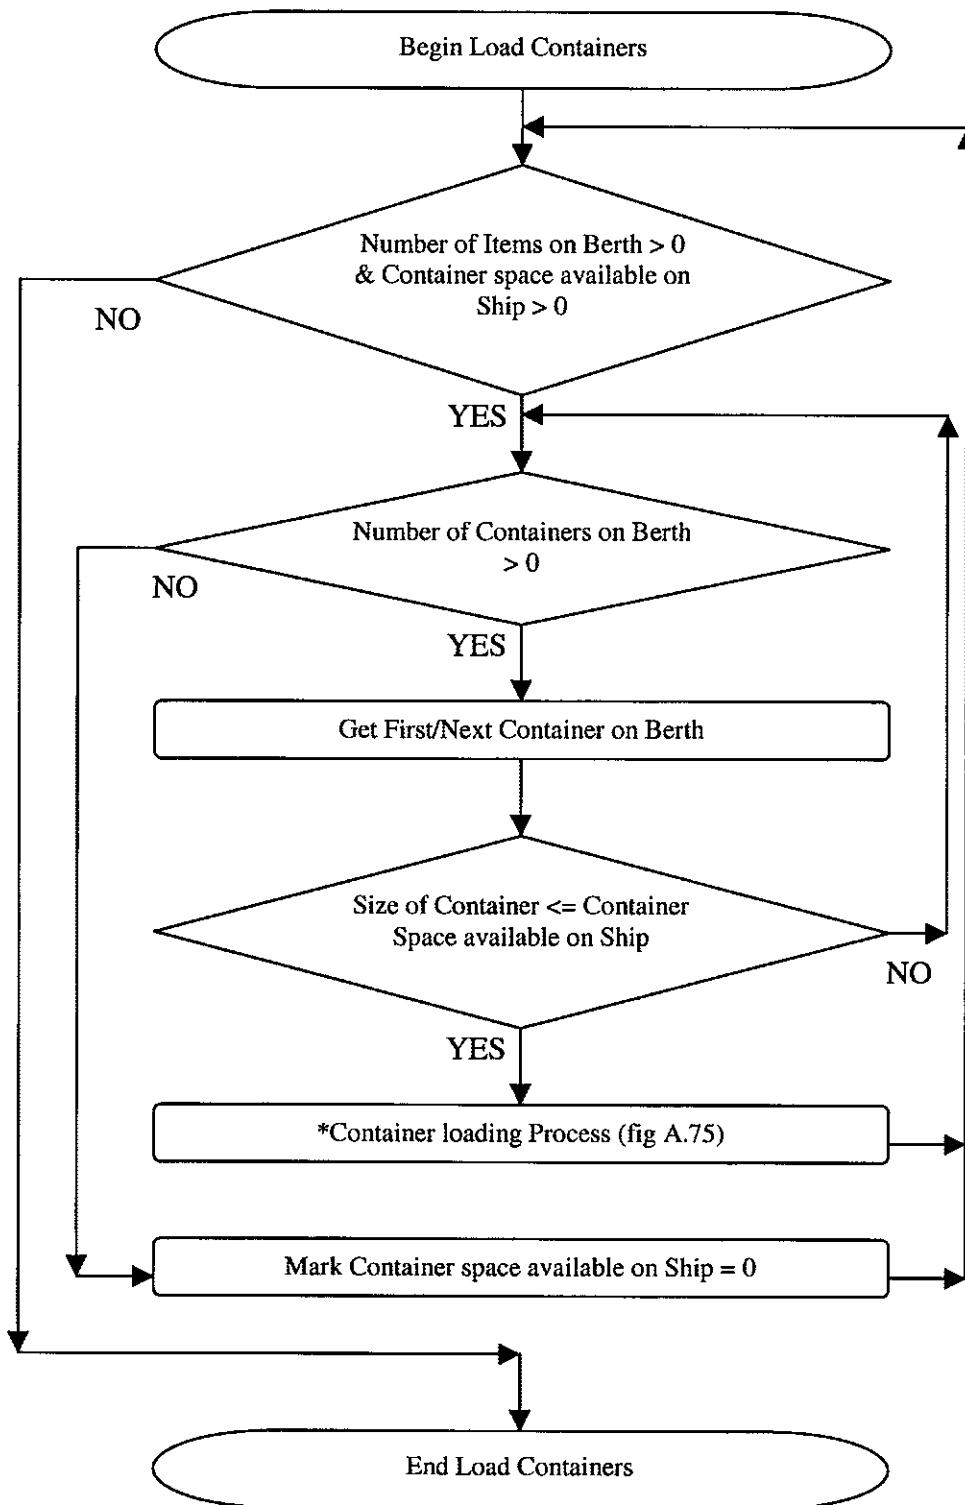 Begin Load Containers
Number of Items on Berth > 0
& Container space available on
Ship > 0
NO
YES
Number of Containers on Berth
> 0
NO
YES
Get First/Next Container on Berth
Size of Container <= Container
Space available on Ship
NO
YES
*Container loading Process (fig A.75)
Mark Container space available on Ship = 0
End Load Containers